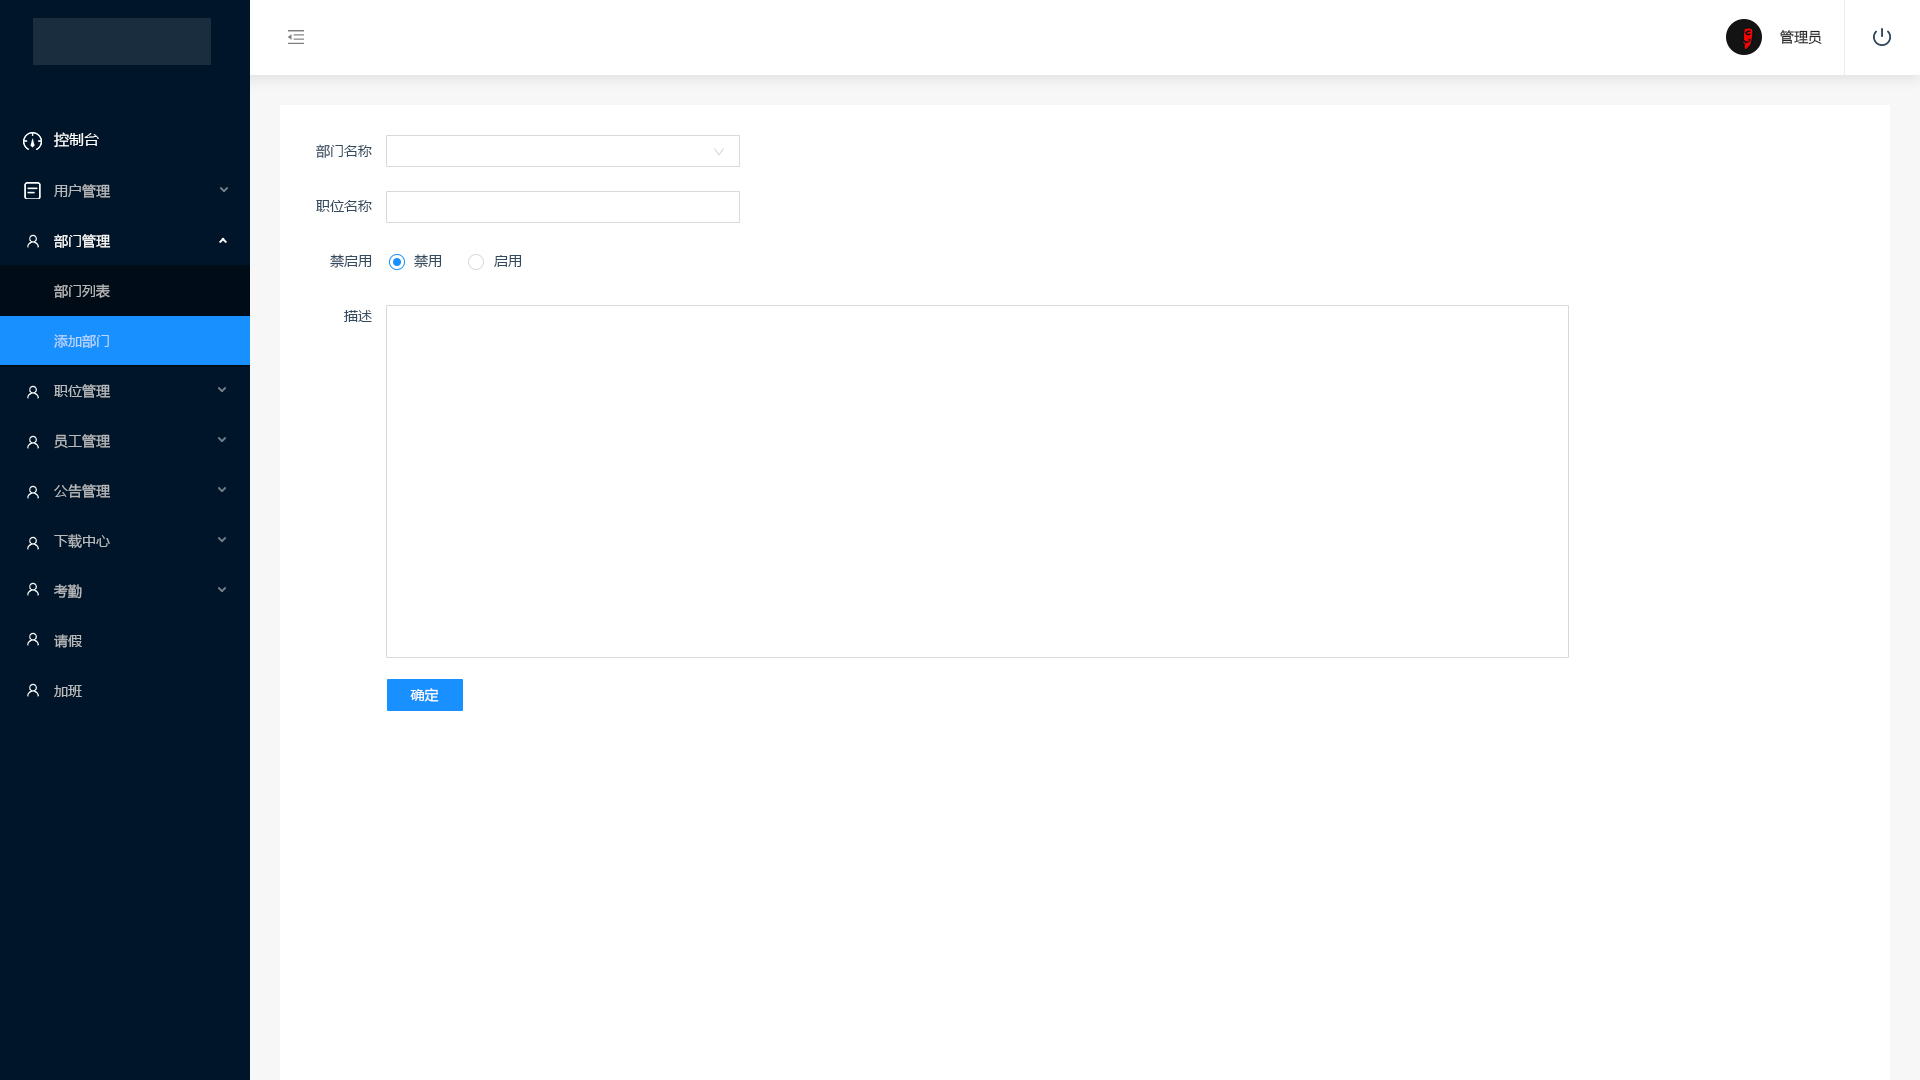 管理员
控制台
用户管理
部门管理
部门列表
添加部门
职位管理
员工管理
公告管理
下载中心
考勤
请假
加班
部门名称
职位名称
禁启用 禁用 启用
描述
确定